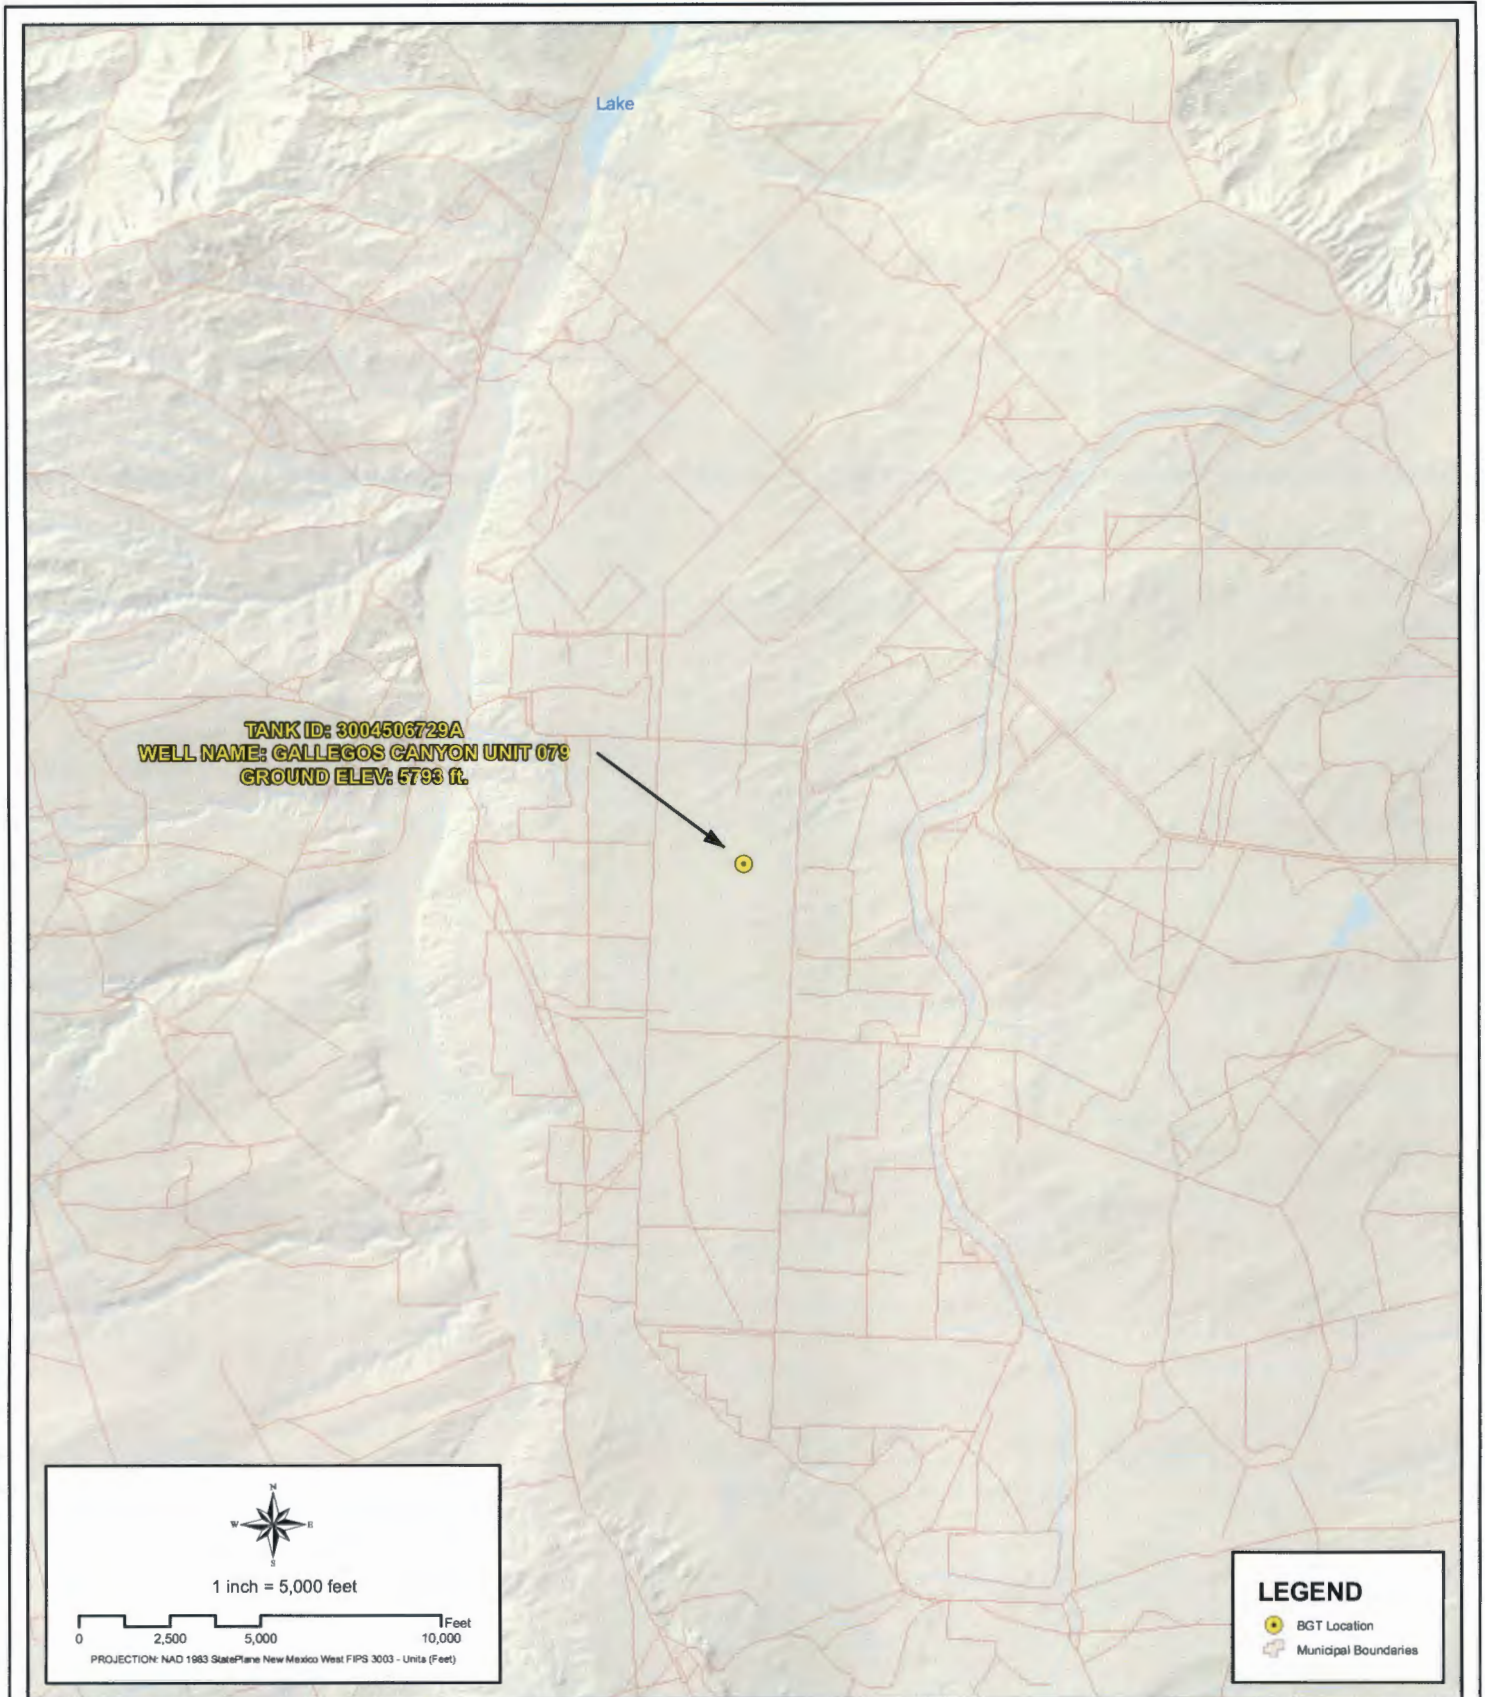 Lake
TANK ID: 3004506729A
WELL NAME: GALLEGOS CANYON UNIT 079
GROUND ELEV: 5793 ft.
N
W E
S
1 inch = 5,000 feet
Feet
0 2,500 5,000 10,000
PROJECTION: NAD 1983 StatePlane New Mexico West FIPS 3003 - Units (Feet)
LEGEND
BGT Location
Municipal Boundaries